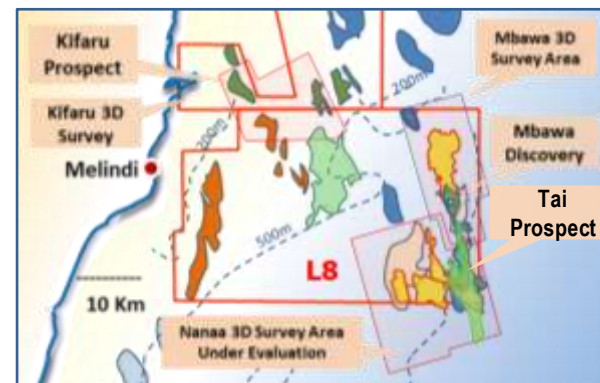 Kifaru
Prospect
Mbawa 3D
Survey Area
200m
Kifaru 3D
Survey
200m
Mbawa
Discovery
Melindi
Tai
Prospect
500m
L8
10 Km
Nanaa 3D Survey Area
Under Evaluation